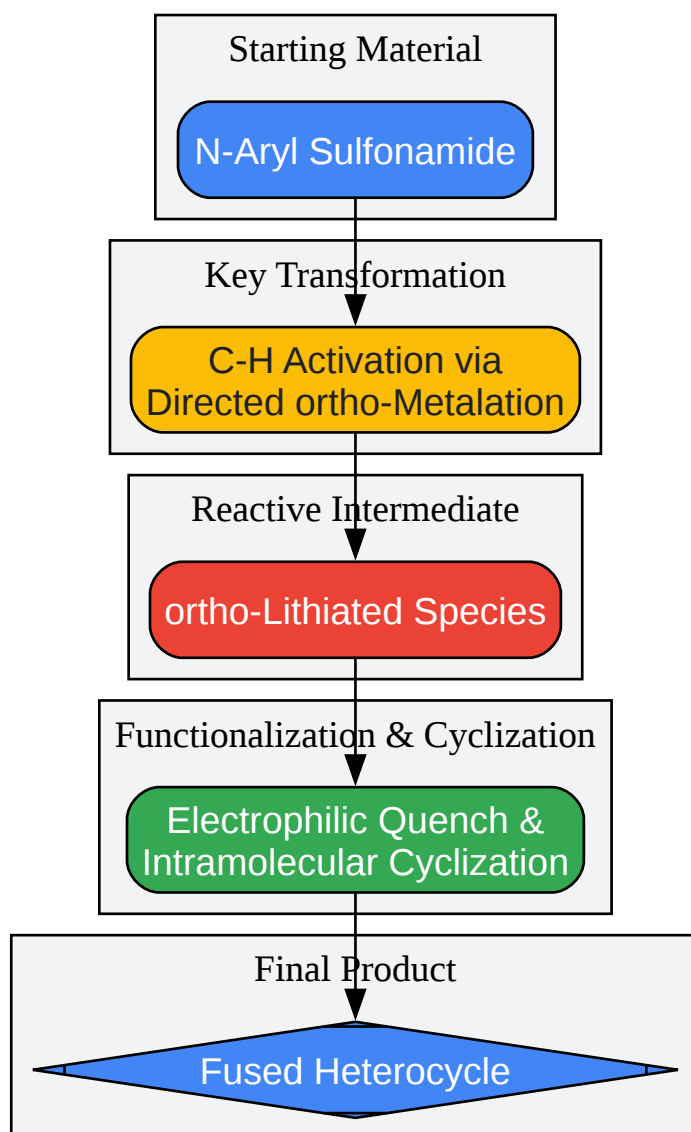 Starting Material
N-Aryl Sulfonamide
Key Transformation
C-H Activation via
Directed ortho-Metalation
Reactive Intermediate
ortho-Lithiated Species
Functionalization & Cyclization
Electrophilic Quench &
Intramolecular Cyclization
Final Product
Fused Heterocycle